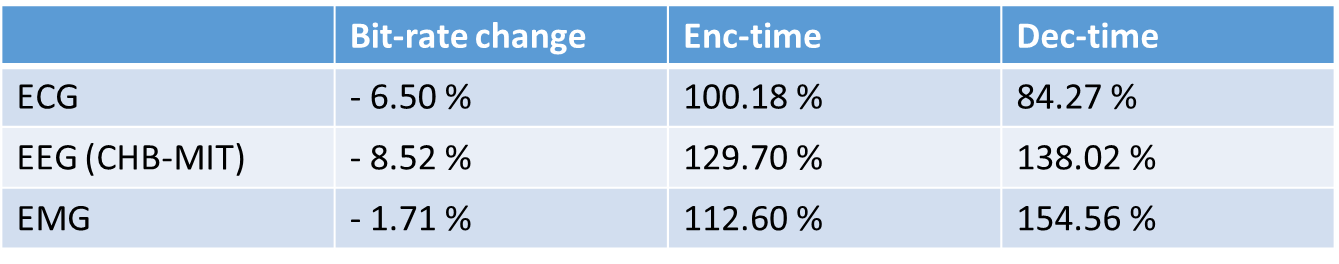 Bit-rate change Enc-time Dec-time
ECG - 6.50 % 100.18 % 84.27 %
EEG (CHB-MIT) - 8.52 % 129.70 % 138.02 %
EMG - 1.71 % 112.60 % 154.56 %